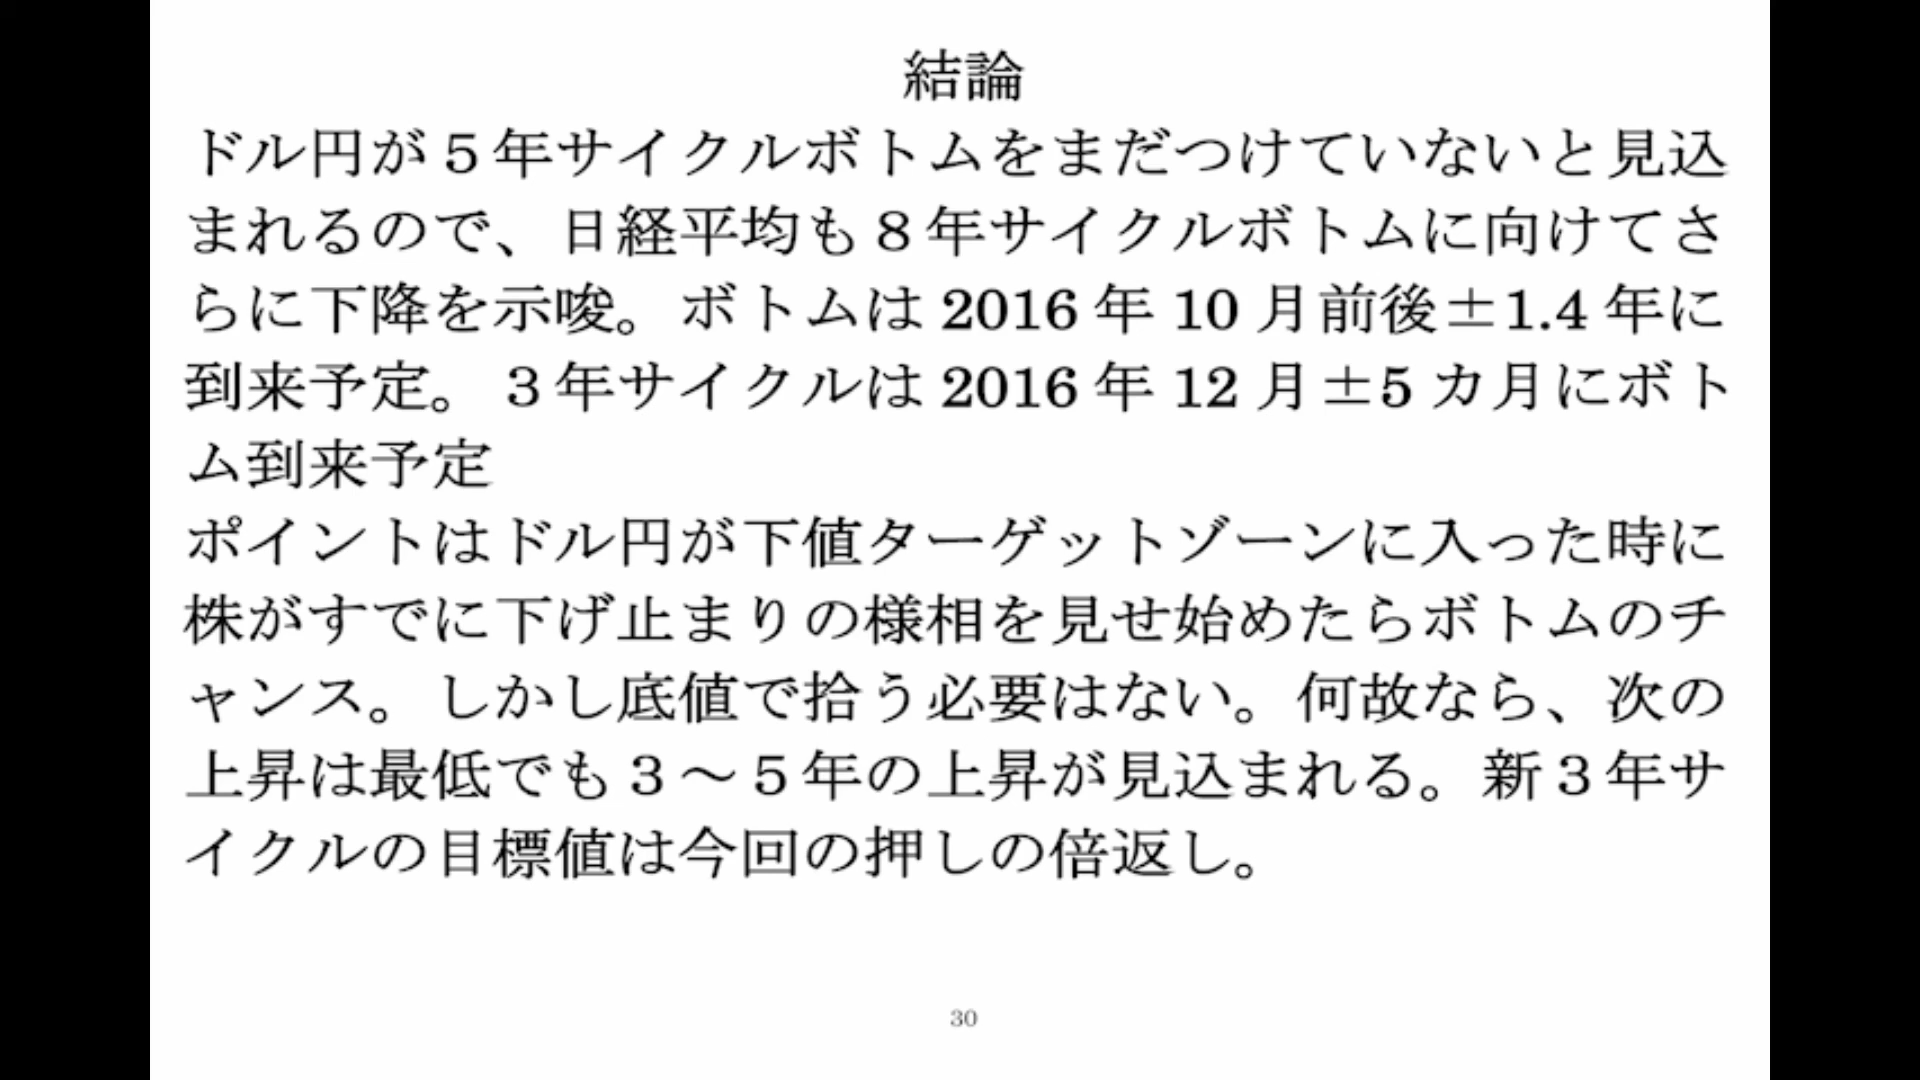 結論
ドル円が５年サイクルボトムをまだつけていないと見込
まれるので、日経平均も８年サイクルボトムに向けてさ
らに下降を示唆。ボトムは 2016 年 10 月前後±1.4 年に
到来予定。３年サイクルは 2016 年 12 月±5 カ月にボト
ム到来予定
ポイントはドル円が下値ターゲットゾーンに入った時に
株がすでに下げ止まりの様相を見せ始めたらボトムのチ
ャンス。しかし底値で拾う必要はない。何故なら、次の
上昇は最低でも３～５年の上昇が見込まれる。新３年サ
イクルの目標値は今回の押しの倍返し。
30